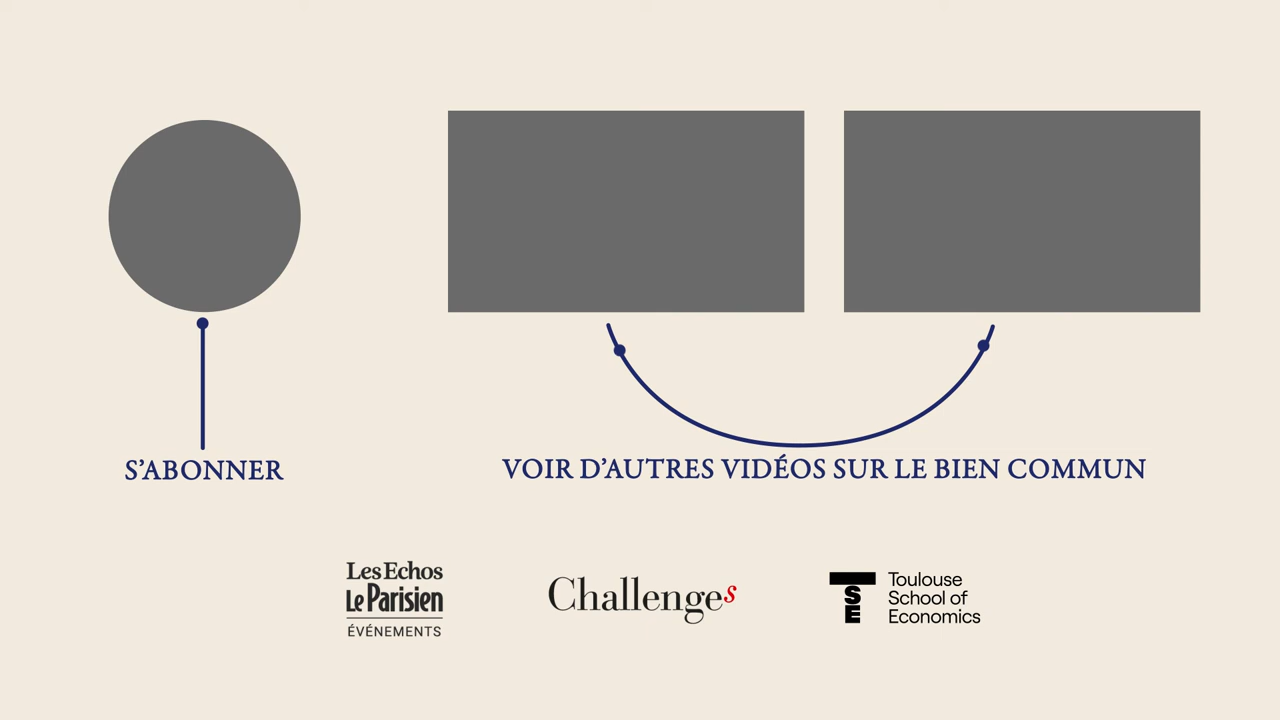 S'ABONNER
VOIR D'AUTRES VIDÉOS SUR LE BIEN COMMUN
Les Echos
Le Parisien
ÉVÉNEMENTS
Challenges
TSE
Toulouse
School of
Economics